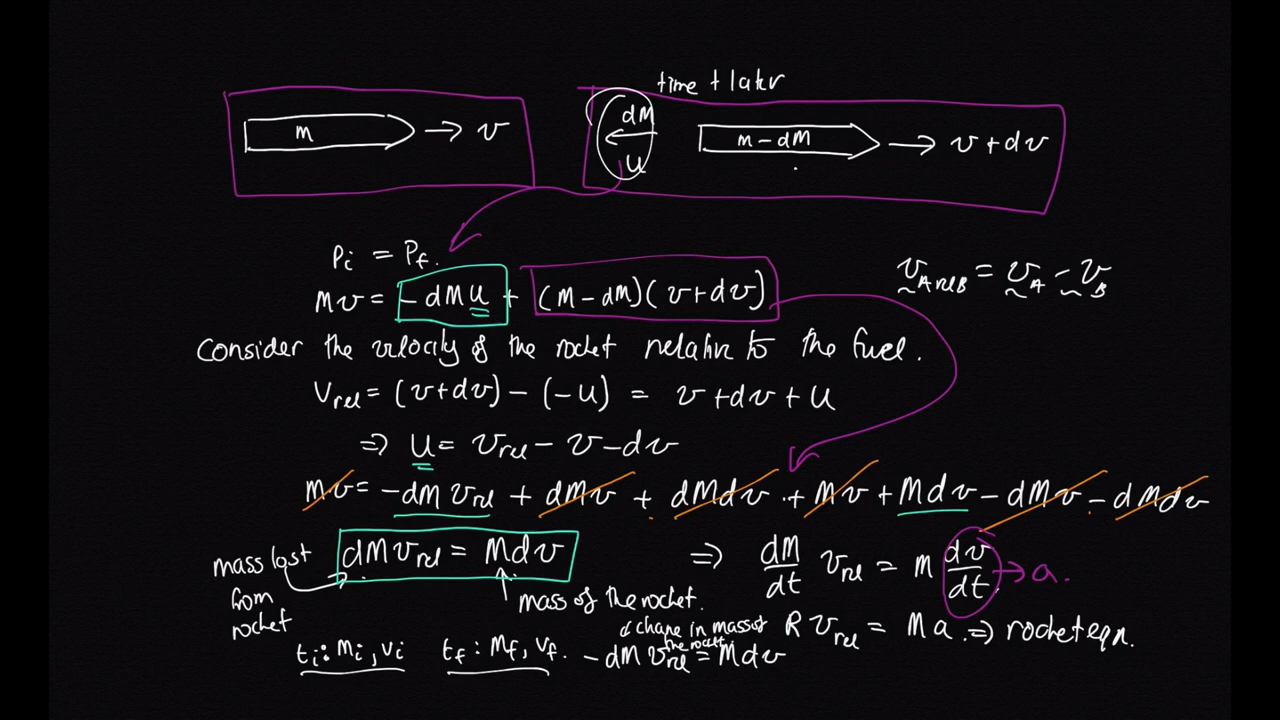 time t later
m → v
dM
u
m-dM → v+dv
Pi = Pf.
Mv = -dMu + (M-dM)(v+dv)
vA rel B = vA - vB
Consider the velocity of the rocket relative to the fuel.
Vrel = (v+dv) - (-u) = v+dv+u
⇒ u = vrel - v - dv
Mv = -dM vrel + dMv + dMdv + Mv + Mdv - dMv - dMdv
mass lost from rocket
dM vrel = Mdv
⇒ dM/dt vrel = M dv/dt → a.
mass of the rocket.
R vrel = Ma. ⇒ rocket eqn.
chane in mass of the rocket.
ti: Mi, vi tf: Mf, vf. -dM vrel = Mdv